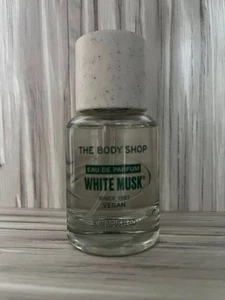 THE BODY SHOP
EAU DE PARFUM
WHITE MUSK®
SINCE 1981
VEGAN